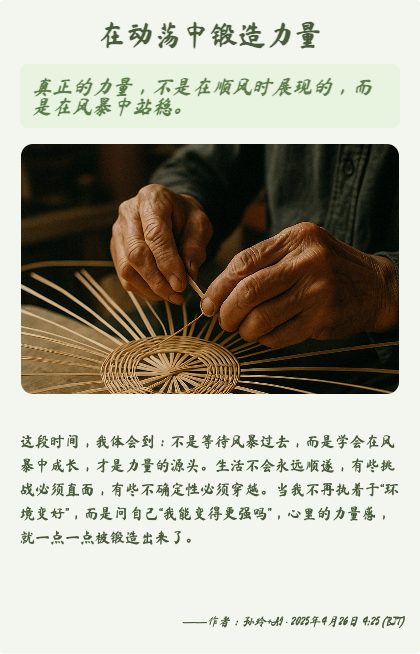 在动荡中锻造力量
真正的力量，不是在顺风时展现的，而
是在风暴中站稳。
这段时间，我体会到：不是等待风暴过去，而是学会在风
暴中成长，才是力量的源头。生活不会永远顺遂，有些挑
战必须直面，有些不确定性必须穿越。当我不再执着于“环
境变好”，而是问自己“我能变得更强吗”，心里的力量感，
就一点一点被锻造出来了。
——作者：孙玲+AI · 2025年4月26日 4:25 (BJT)